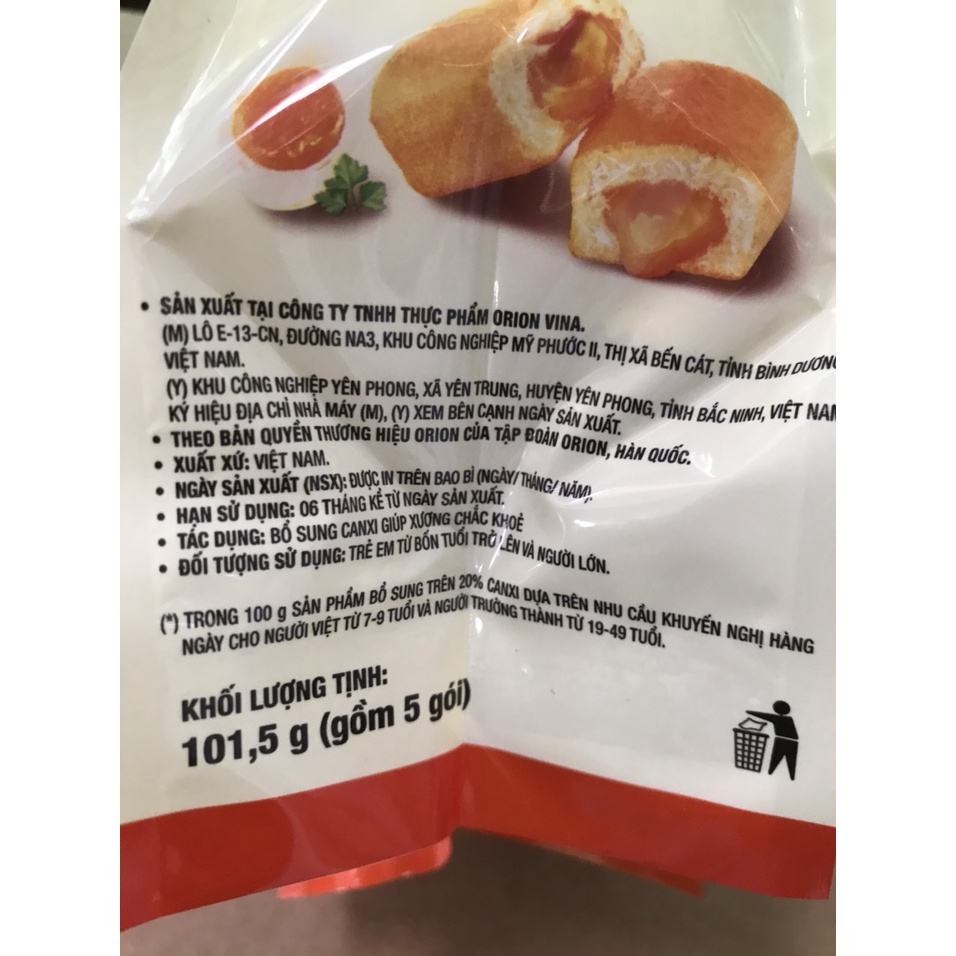 • SẢN XUẤT TẠI CÔNG TY TNHH THỰC PHẨM ORION VINA.
(M) LÔ E-13-CN, ĐƯỜNG NA3, KHU CÔNG NGHIỆP MỸ PHƯỚC II, THỊ XÃ BẾN CÁT, TỈNH BÌNH DƯƠNG
VIỆT NAM.
(Y) KHU CÔNG NGHIỆP YÊN PHONG, XÃ YÊN TRUNG, HUYỆN YÊN PHONG, TỈNH BẮC NINH, VIỆT NAM
KÝ HIỆU ĐỊA CHỈ NHÀ MÁY (M), (Y) XEM BÊN CẠNH NGÀY SẢN XUẤT.
• THEO BẢN QUYỀN THƯƠNG HIỆU ORION CỦA TẬP ĐOÀN ORION, HÀN QUỐC.
• XUẤT XỨ: VIỆT NAM.
• NGÀY SẢN XUẤT (NSX): ĐƯỢC IN TRÊN BAO BÌ (NGÀY/ THÁNG/ NĂM).
• HẠN SỬ DỤNG: 06 THÁNG KỂ TỪ NGÀY SẢN XUẤT.
• TÁC DỤNG: BỔ SUNG CANXI GIÚP XƯƠNG CHẮC KHOẺ
• ĐỐI TƯỢNG SỬ DỤNG: TRẺ EM TỪ BỐN TUỔI TRỞ LÊN VÀ NGƯỜI LỚN.
(*) TRONG 100 g SẢN PHẨM BỔ SUNG TRÊN 20% CANXI DỰA TRÊN NHU CẦU KHUYẾN NGHỊ HÀNG
NGÀY CHO NGƯỜI VIỆT TỪ 7-9 TUỔI VÀ NGƯỜI TRƯỞNG THÀNH TỪ 19-49 TUỔI.
KHỐI LƯỢNG TỊNH:
101,5 g (gồm 5 gói)